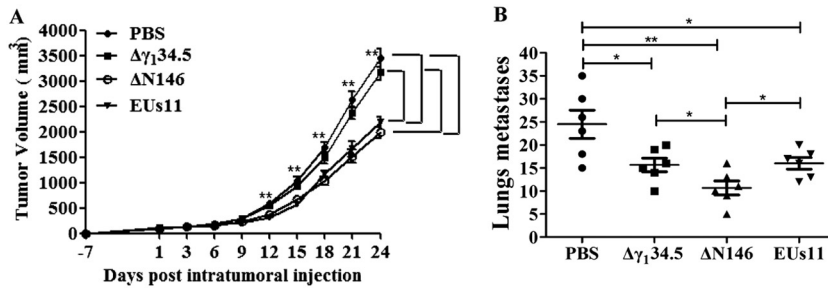 A
Tumor Volume ( mm³
4000
3500
3000
2500
2000
1500
1000
500
0
-7 1 3 6 9 12 15 18 21 24
Days post intratumoral injection
PBS
Δγ₁34.5
ΔN146
EUs11
** ** ** ** **
B
Lungs metastases
40
35
30
25
20
15
10
5
0
*
**
*
*
*
PBS Δγ₁34.5 ΔN146 EUs11